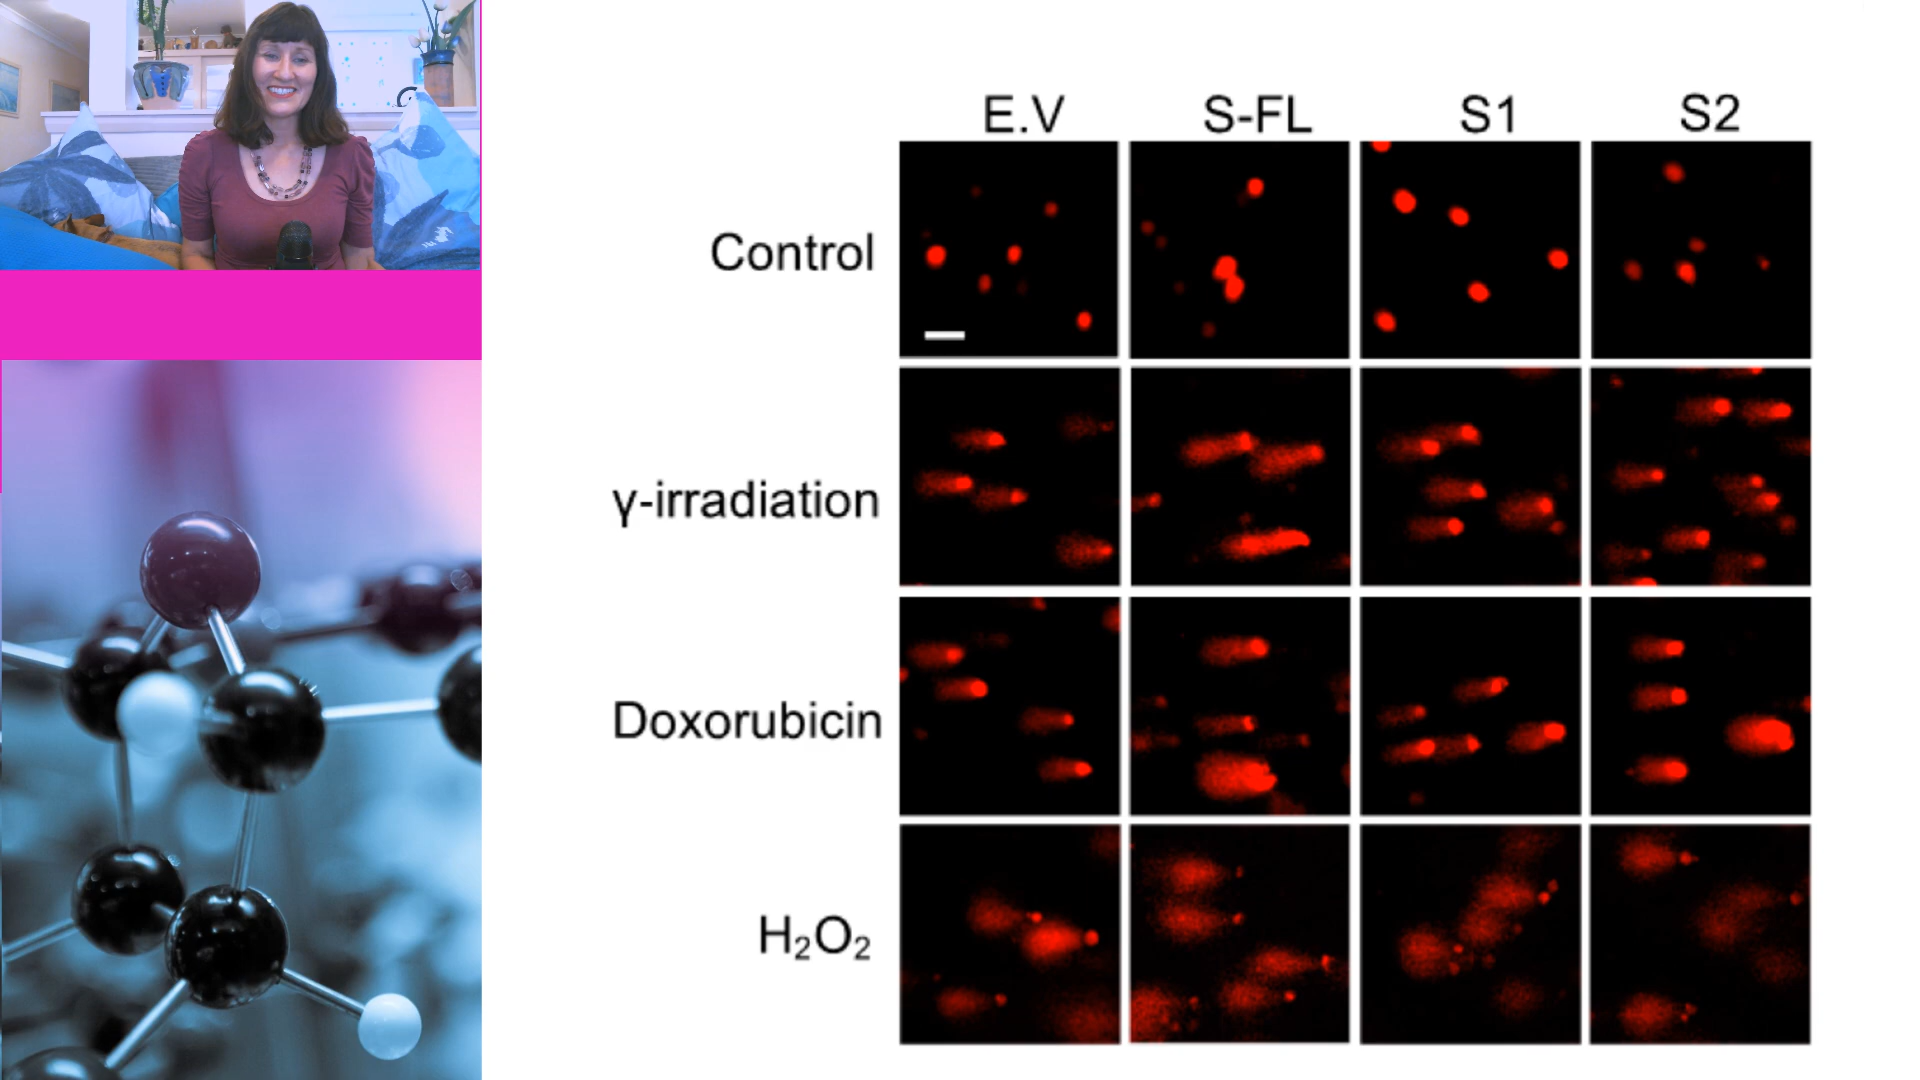 E.V S-FL S1 S2
Control
γ-irradiation
Doxorubicin
H₂O₂